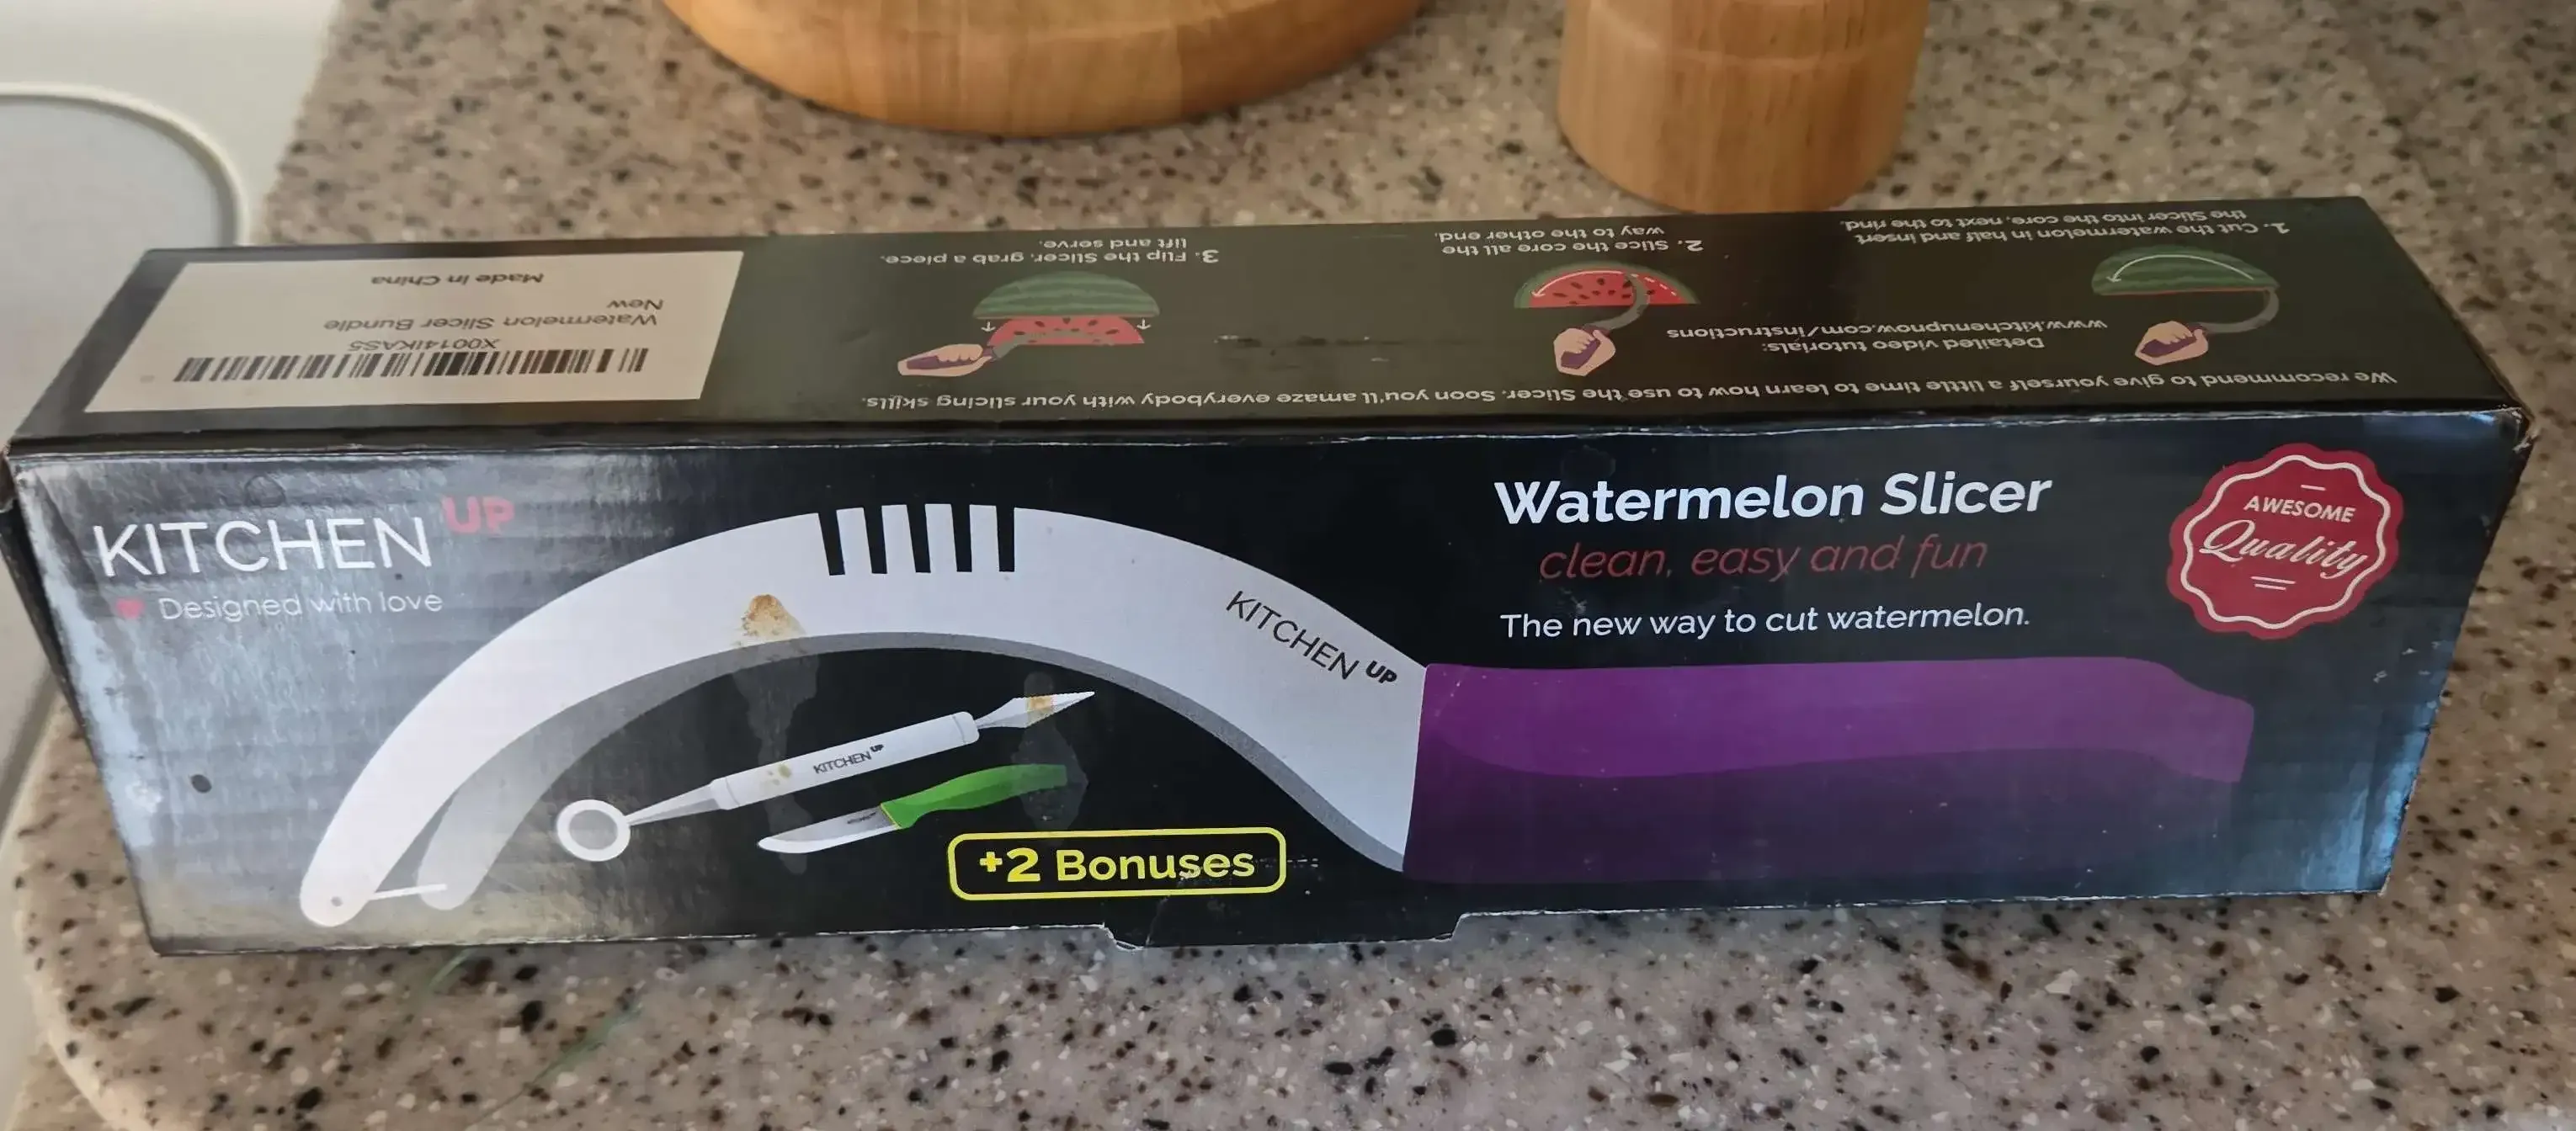 We recommend to give yourself a little time to learn how to use the Slicer. Soon you'll amaze everybody with your slicing skills.
Detailed video tutorials:
www.kitchenupnow.com/instructions
1. Cut the watermelon in half and insert
the Slicer into the core, next to the rind.
2. Slice the core all the
way to the other end.
3. Flip the Slicer, grab a piece,
lift and serve.
X0014IKAS5
Watermelon Slicer Bundle
New
Made in China
KITCHEN UP
Designed with love
KITCHEN UP
KITCHEN UP
+2 Bonuses
Watermelon Slicer
clean, easy and fun
The new way to cut watermelon.
AWESOME
Quality